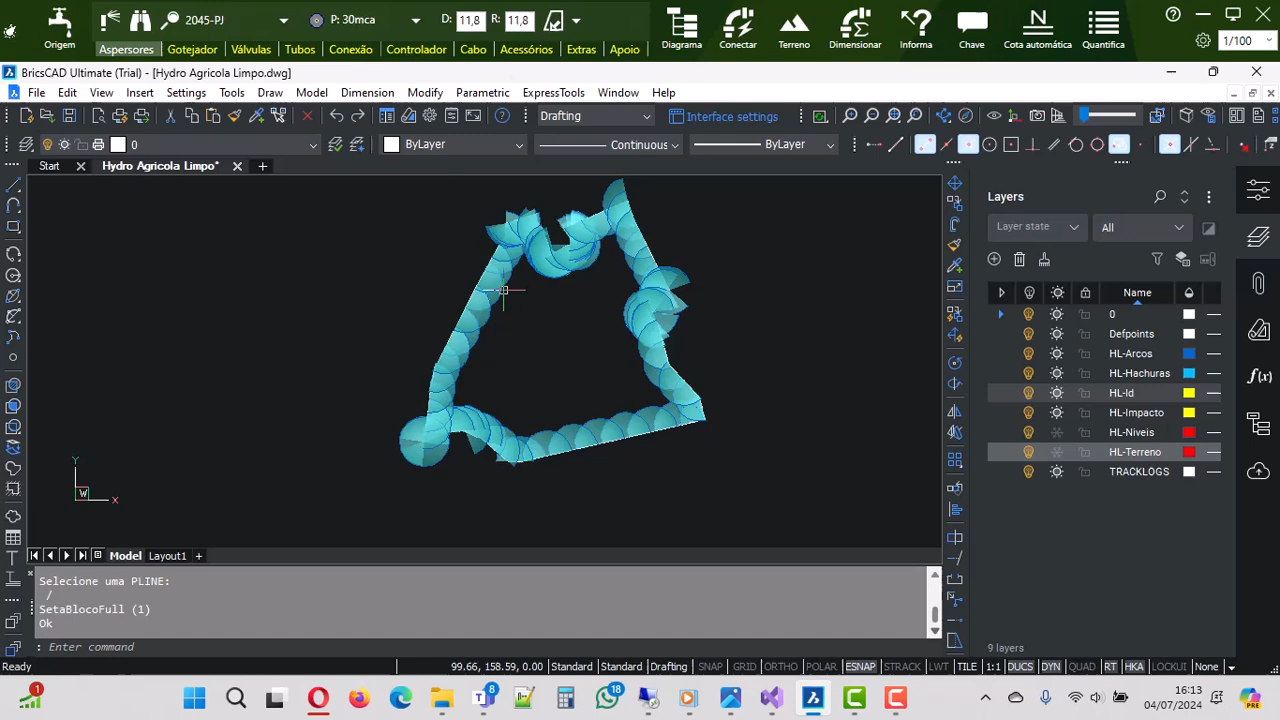 2045-PJ
P: 30mca
D: 11,8 R: 11,8
1/100
Origem
Aspersores Gotejador Válvulas Tubos Conexão Controlador Cabo Acessórios Extras Apoio
Diagrama Conectar Terreno Dimensionar Informa Chave Cota automática Quantifica
BricsCAD Ultimate (Trial) - [Hydro Agricola Limpo.dwg]
File Edit View Insert Settings Tools Draw Model Dimension Modify Parametric ExpressTools Window Help
Drafting Interface settings
0 ByLayer Continuous ByLayer
Start Hydro Agricola Limpo*
Layers
Layer state All
Name
0
Defpoints
HL-Arcos
HL-Hachuras
HL-Id
HL-Impacto
HL-Niveis
HL-Terreno
TRACKLOGS
Y
W X
Model Layout1
Selecione uma PLINE:
/
SetaBlocoFull (1)
Ok
: Enter command
9 layers
Ready 99.66, 158.59, 0.00 Standard Standard Drafting SNAP GRID ORTHO POLAR ESNAP STRACK LWT TILE 1:1 DUCS DYN QUAD RT HKA LOCKUI None
1 8 18 16:13
04/07/2024
PRE